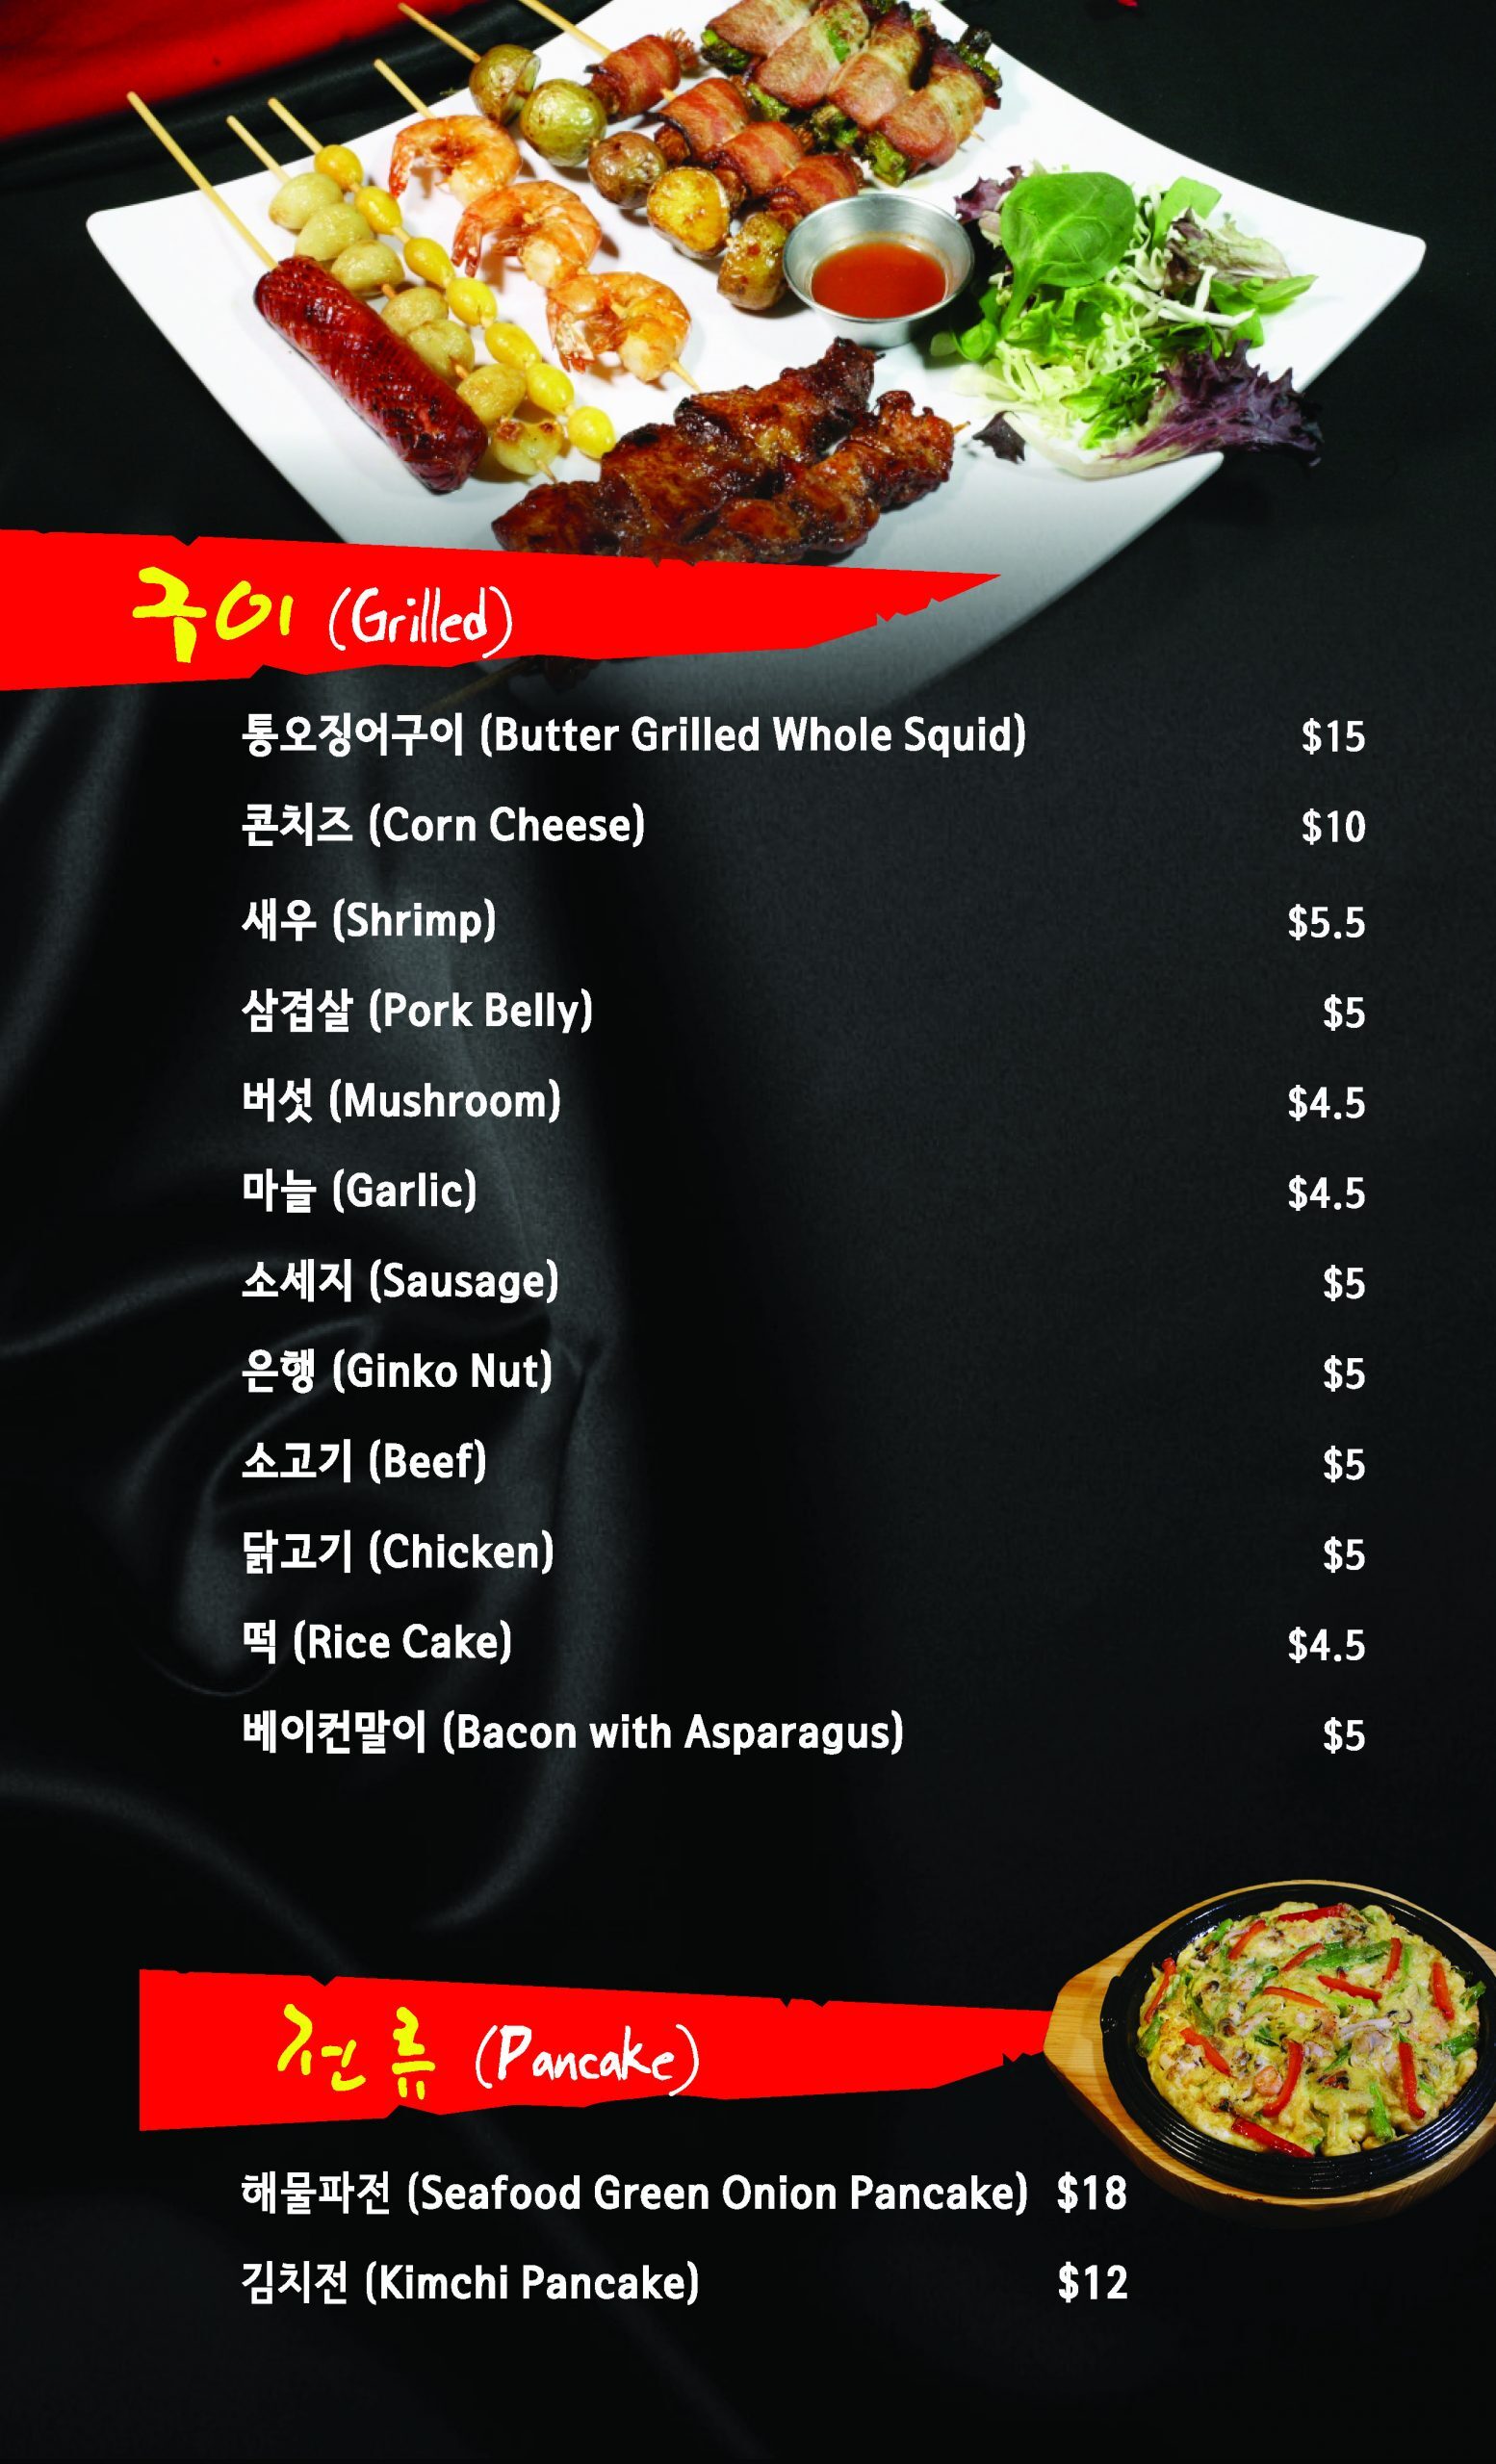 구이 (Grilled)
통오징어구이 (Butter Grilled Whole Squid) $15
콘치즈 (Corn Cheese) $10
새우 (Shrimp) $5.5
삼겹살 (Pork Belly) $5
버섯 (Mushroom) $4.5
마늘 (Garlic) $4.5
소세지 (Sausage) $5
은행 (Ginko Nut) $5
소고기 (Beef) $5
닭고기 (Chicken) $5
떡 (Rice Cake) $4.5
베이컨말이 (Bacon with Asparagus) $5
전류 (Pancake)
해물파전 (Seafood Green Onion Pancake) $18
김치전 (Kimchi Pancake) $12